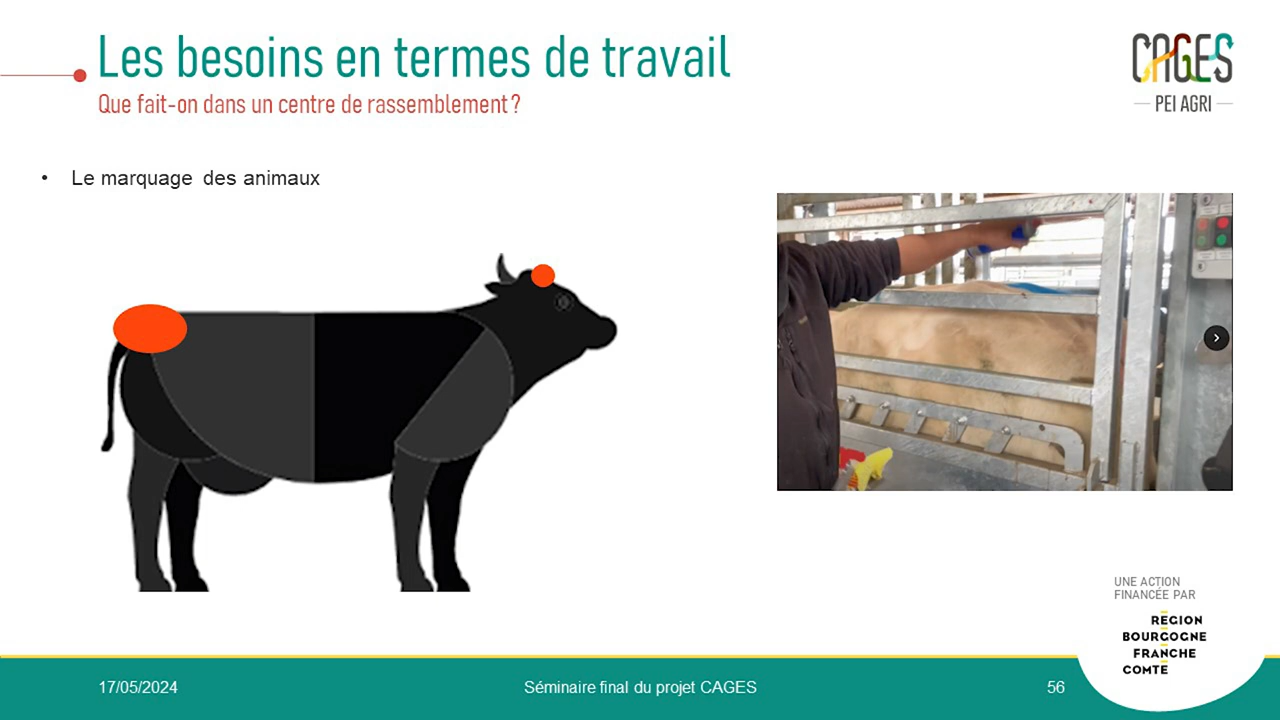 Les besoins en termes de travail
Que fait-on dans un centre de rassemblement ?
CAGES
PEI AGRI
• Le marquage des animaux
UNE ACTION
FINANCÉE PAR
REGION
BOURGOGNE
FRANCHE
COMTE
17/05/2024
Séminaire final du projet CAGES
56